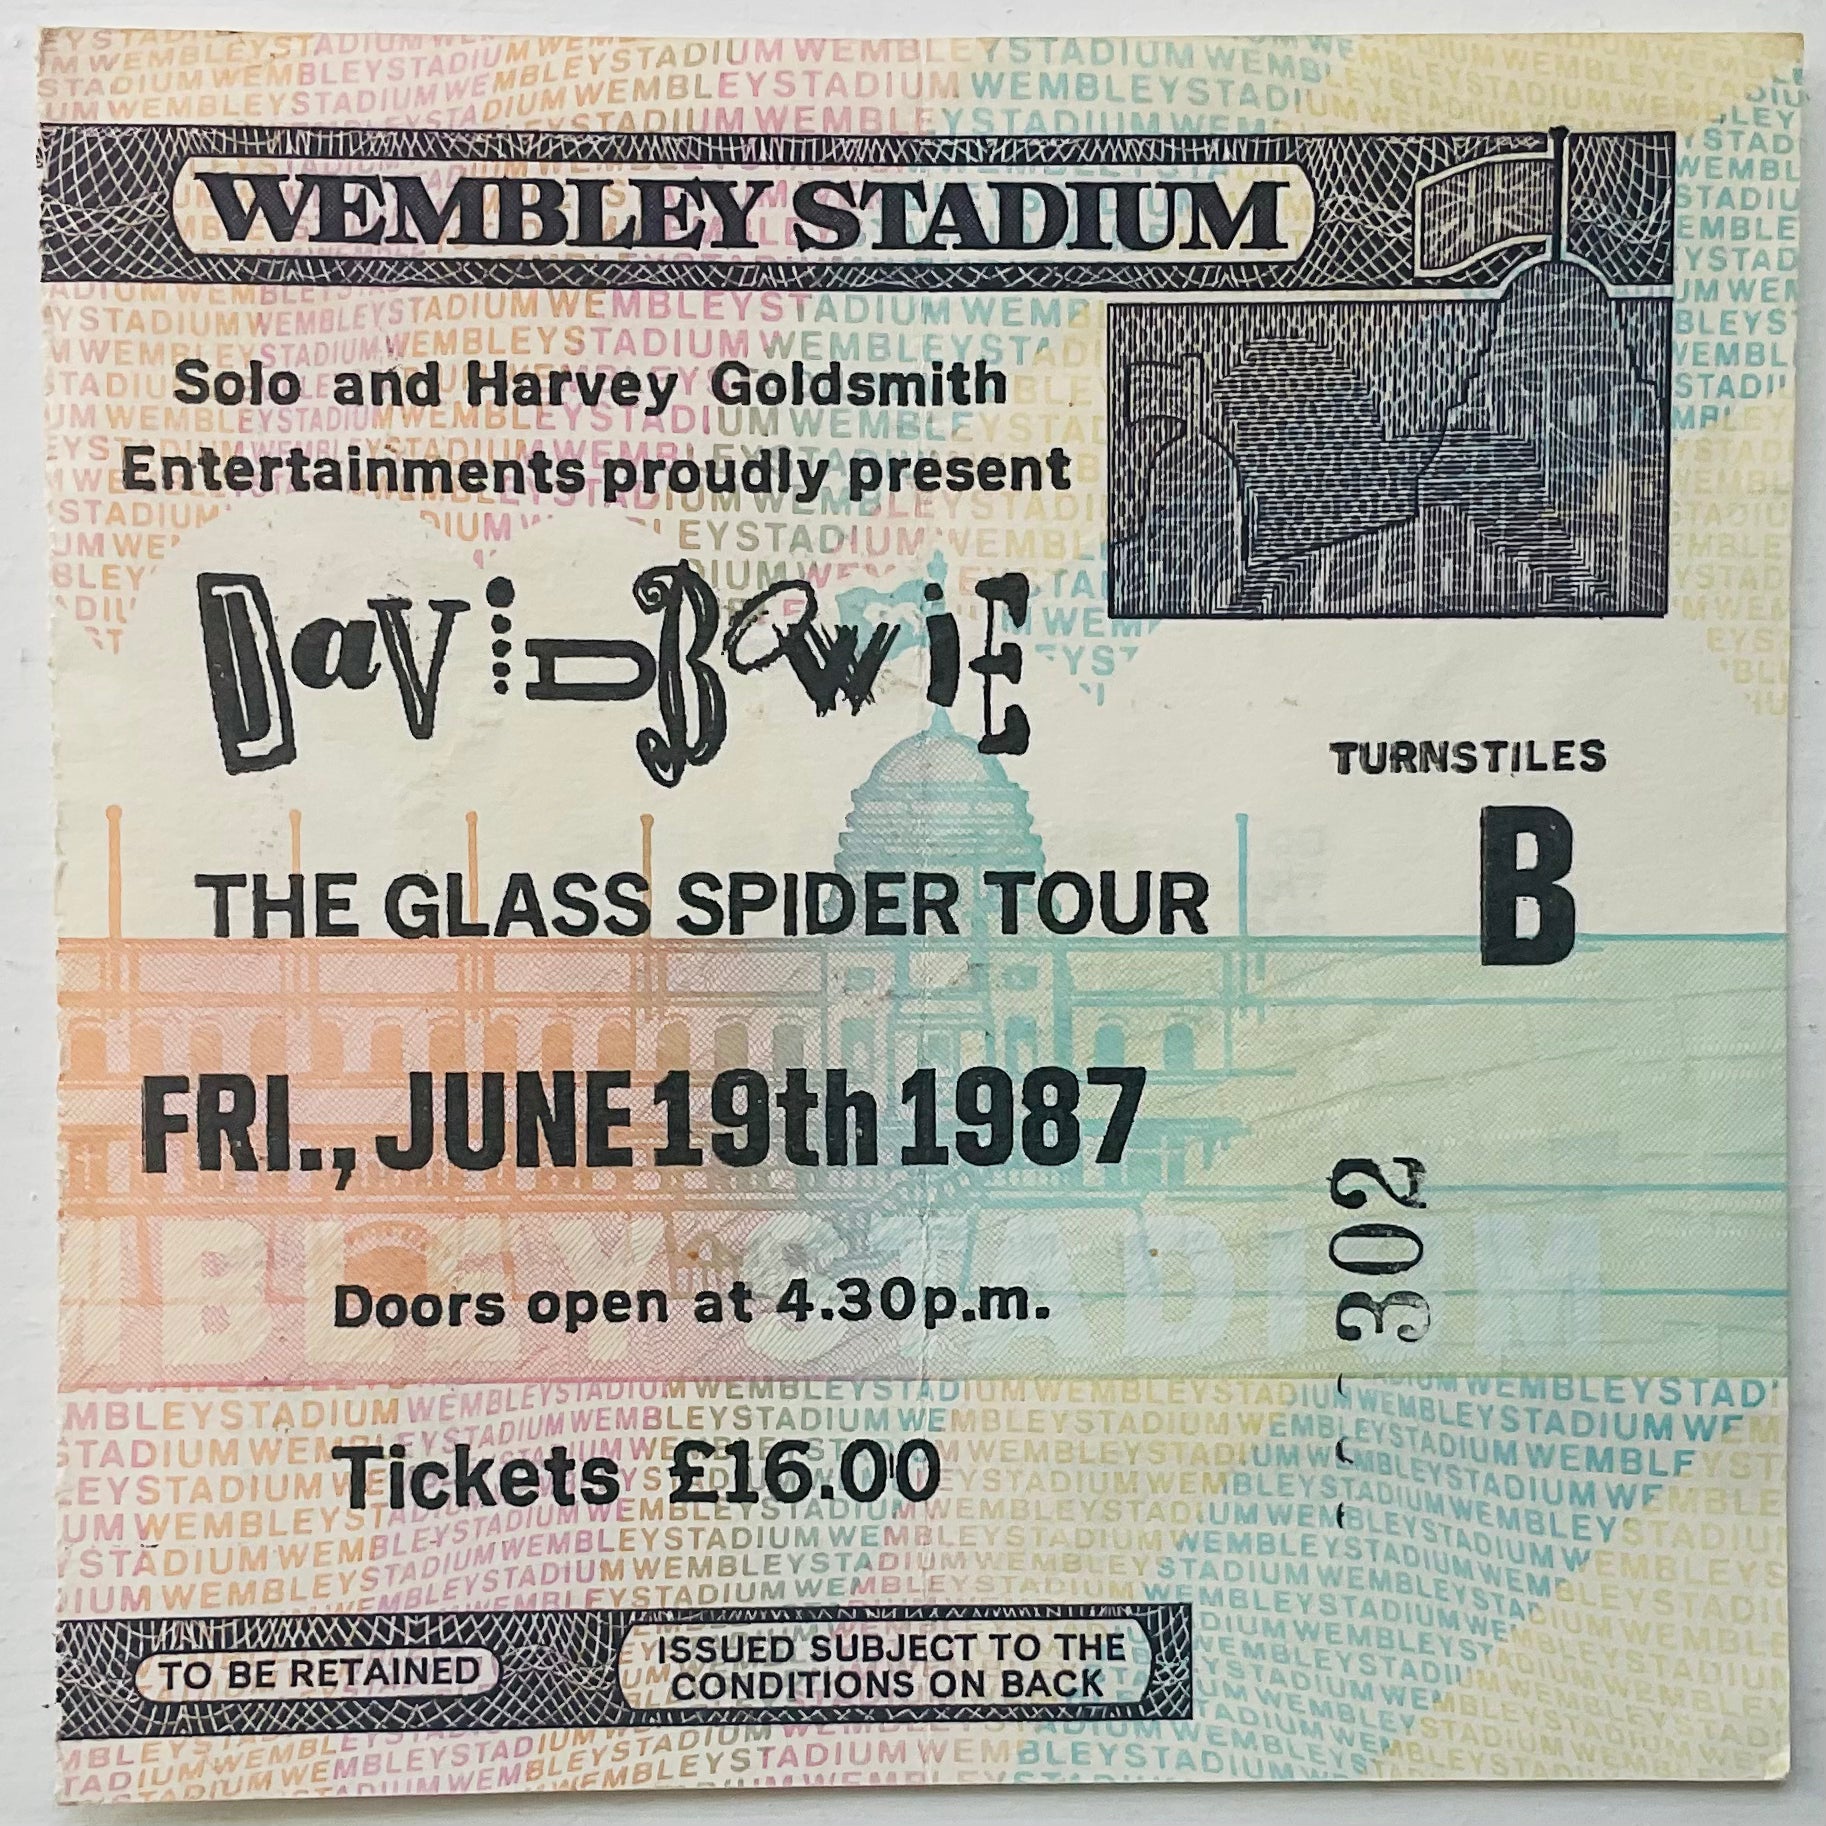 WEMBLEY STADIUM
Solo and Harvey Goldsmith
Entertainments proudly present
DaViD BOWiE
TURNSTILES
B
THE GLASS SPIDER TOUR
FRI., JUNE 19th 1987
302
Doors open at 4.30p.m.
Tickets £16.00
TO BE RETAINED
ISSUED SUBJECT TO THE
CONDITIONS ON BACK